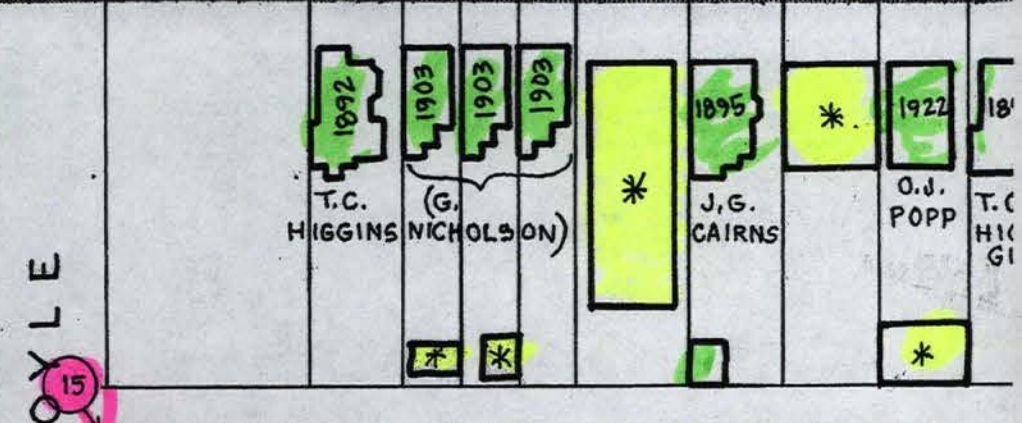 1892
1903
1903
1903
*
1895
*
1922
T.C.
HIGGINS
(G.
NICHOLSON)
J.G.
CAIRNS
O.J.
POPP
*
*
*
15